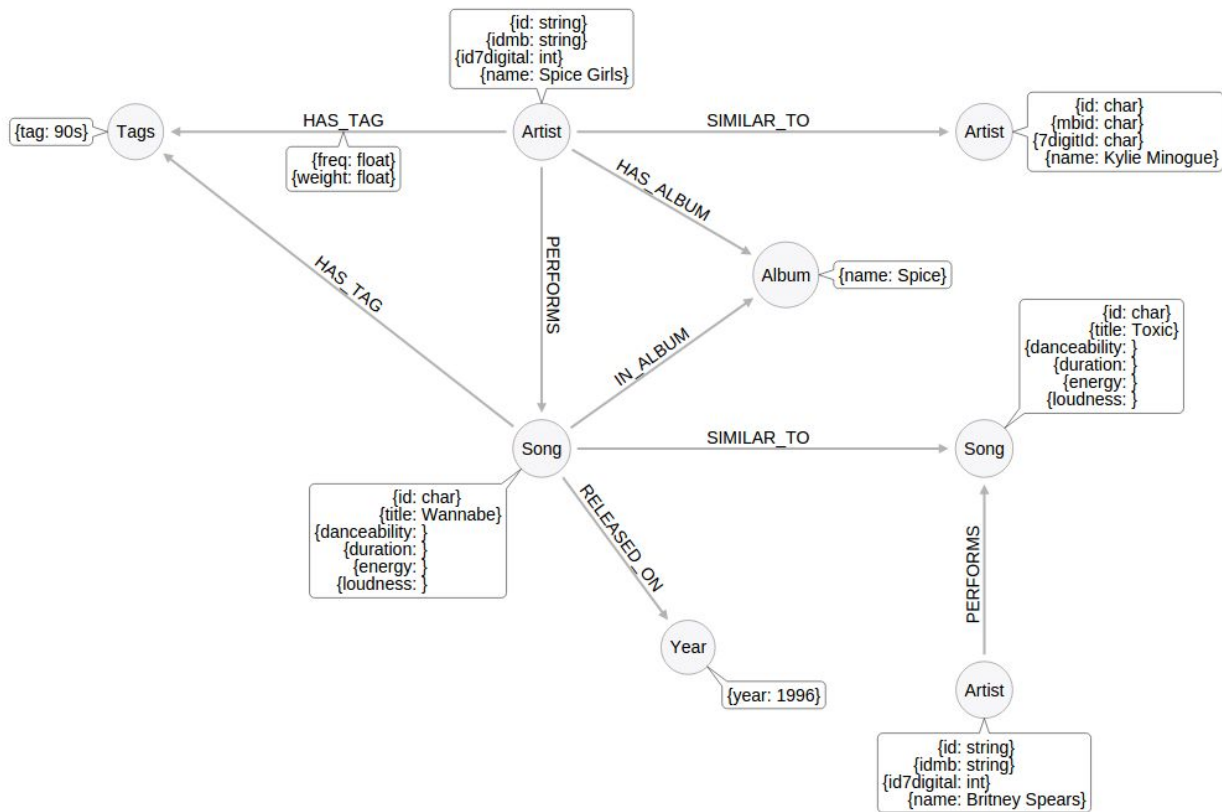 {id: string}
{idmb: string}
{id7digital: int}
{name: Spice Girls}
{tag: 90s}
Tags
HAS_TAG
{freq: float}
{weight: float}
Artist
SIMILAR_TO
Artist
{id: char}
{mbid: char}
{7digitId: char}
{name: Kylie Minogue}
HAS_ALBUM
HAS_TAG
PERFORMS
Album
{name: Spice}
IN_ALBUM
{id: char}
{title: Toxic}
{danceability: }
{duration: }
{energy: }
{loudness: }
Song
SIMILAR_TO
Song
{id: char}
{title: Wannabe}
{danceability: }
{duration: }
{energy: }
{loudness: }
RELEASED_ON
PERFORMS
Year
{year: 1996}
Artist
{id: string}
{idmb: string}
{id7digital: int}
{name: Britney Spears}